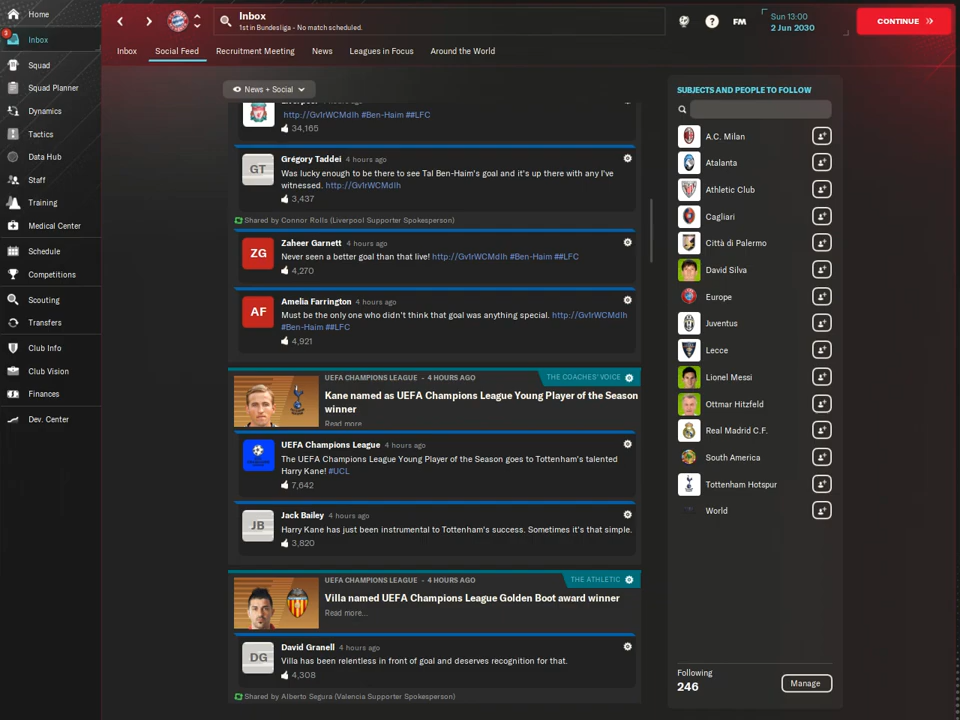 Home
3
Inbox
Squad
Squad Planner
Dynamics
Tactics
Data Hub
Staff
Training
Medical Center
Schedule
Competitions
Scouting
Transfers
Club Info
Club Vision
Finances
Dev. Center
Inbox
1st in Bundesliga - No match scheduled.
?
FM
Sun 13:00
2 Jun 2030
CONTINUE
Inbox
Social Feed
Recruitment Meeting
News
Leagues in Focus
Around the World
News + Social
http://Gv1rWCMdIh #Ben-Haim ##LFC
34,165
GT
Grégory Taddei 4 hours ago
Was lucky enough to be there to see Tal Ben-Haim's goal and it's up there with any I've
witnessed. http://Gv1rWCMdIh
3,437
Shared by Connor Rolls (Liverpool Supporter Spokesperson)
ZG
Zaheer Garnett 4 hours ago
Never seen a better goal than that live! http://Gv1rWCMdIh #Ben-Haim ##LFC
4,270
AF
Amelia Farrington 4 hours ago
Must be the only one who didn't think that goal was anything special. http://Gv1rWCMdIh
#Ben-Haim ##LFC
4,921
UEFA CHAMPIONS LEAGUE - 4 HOURS AGO
THE COACHES' VOICE
Kane named as UEFA Champions League Young Player of the Season
winner
Read more
UEFA Champions League 4 hours ago
The UEFA Champions League Young Player of the Season goes to Tottenham's talented
Harry Kane! #UCL
7,642
JB
Jack Bailey 4 hours ago
Harry Kane has just been instrumental to Tottenham's success. Sometimes it's that simple.
3,820
UEFA CHAMPIONS LEAGUE - 4 HOURS AGO
THE ATHLETIC
Villa named UEFA Champions League Golden Boot award winner
Read more...
DG
David Granell 4 hours ago
Villa has been relentless in front of goal and deserves recognition for that.
4,308
Shared by Alberto Segura (Valencia Supporter Spokesperson)
SUBJECTS AND PEOPLE TO FOLLOW
A.C. Milan
Atalanta
Athletic Club
Cagliari
Città di Palermo
David Silva
Europe
Juventus
Lecce
Lionel Messi
Ottmar Hitzfeld
Real Madrid C.F.
South America
Tottenham Hotspur
World
Following
246
Manage